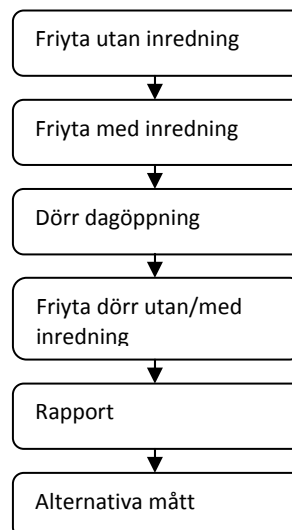 Friyta utan inredning
Friyta med inredning
Dörr dagöppning
Friyta dörr utan/med
inredning
Rapport
Alternativa mått